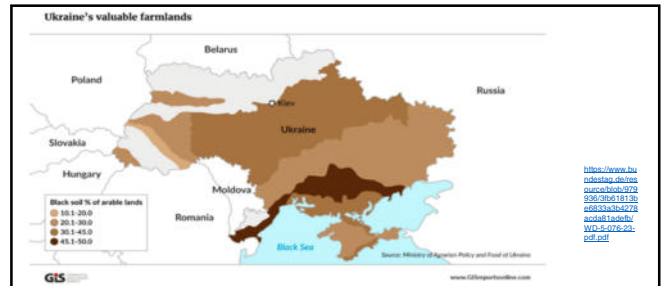 Ukraine's valuable farmlands
Belarus
Poland
Russia
Kiev
Ukraine
Slovakia
Hungary
Moldova
Romania
Black Sea
Black soil % of arable lands
10.1-20.0
20.1-30.0
30.1-45.0
45.1-50.0
Source: Ministry of Agrarian Policy and Food of Ukraine
GIS
www.GISreportsonline.com
https://www.bu
ndestag.de/res
ource/blob/979
936/3fb61813b
e6833a3b4278
acda81adefb/
WD-5-076-23-
pdf.pdf